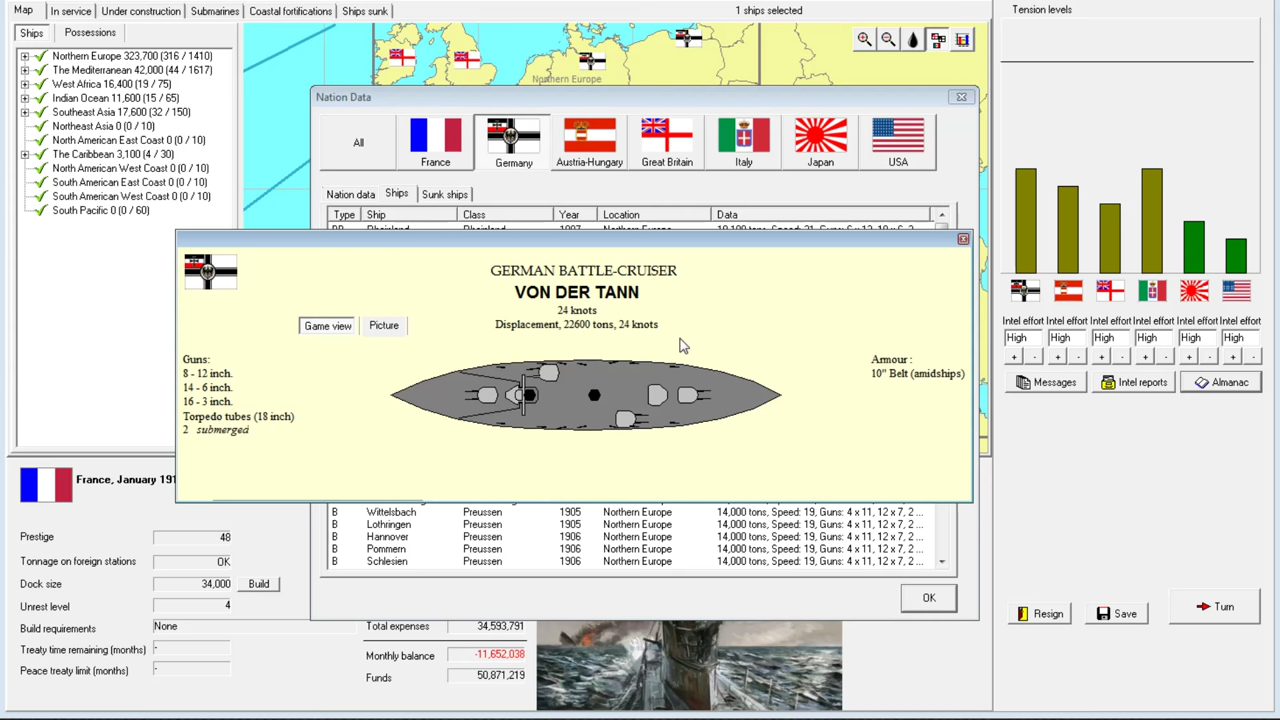 Map In service Under construction Submarines Coastal fortifications Ships sunk 1 ships selected Tension levels
Ships Possessions
Northern Europe 323,700 (316 / 1410)
The Mediterranean 42,000 (44 / 1617)
West Africa 16,400 (19 / 75)
Indian Ocean 11,600 (15 / 65)
Southeast Asia 17,600 (32 / 150)
Northeast Asia 0 (0 / 10)
North American East Coast 0 (0 / 10)
The Caribbean 3,100 (4 / 30)
North American West Coast 0 (0 / 10)
South American East Coast 0 (0 / 10)
South American West Coast 0 (0 / 10)
South Pacific 0 (0 / 60)
Northern Europe
Nation Data
All France Germany Austria-Hungary Great Britain Italy Japan USA
Nation data Ships Sunk ships
Type Ship Class Year Location Data
GERMAN BATTLE-CRUISER
VON DER TANN
24 knots
Displacement, 22600 tons, 24 knots
Game view Picture
Guns:
8 - 12 inch.
14 - 6 inch.
16 - 3 inch.
Torpedo tubes (18 inch)
2 submerged
Armour :
10" Belt (amidships)
B Wittelsbach Preussen 1905 Northern Europe 14,000 tons, Speed: 19, Guns: 4 x 11, 12 x 7, 2 ...
B Lothringen Preussen 1905 Northern Europe 14,000 tons, Speed: 19, Guns: 4 x 11, 12 x 7, 2 ...
B Hannover Preussen 1906 Northern Europe 14,000 tons, Speed: 19, Guns: 4 x 11, 12 x 7, 2 ...
B Pommern Preussen 1906 Northern Europe 14,000 tons, Speed: 19, Guns: 4 x 11, 12 x 7, 2 ...
B Schlesien Preussen 1906 Northern Europe 14,000 tons, Speed: 19, Guns: 4 x 11, 12 x 7, 2 ...
OK
France, January 191
Prestige 48
Tonnage on foreign stations OK
Dock size 34,000 Build
Unrest level 4
Build requirements None
Treaty time remaining (months) -
Peace treaty limit (months) -
Total expenses 34,593,791
Monthly balance -11,652,038
Funds 50,871,219
Intel effort Intel effort Intel effort Intel effort Intel effort Intel effort
High High High High High High
+ - + - + - + - + - + -
Messages Intel reports Almanac
Resign Save Turn